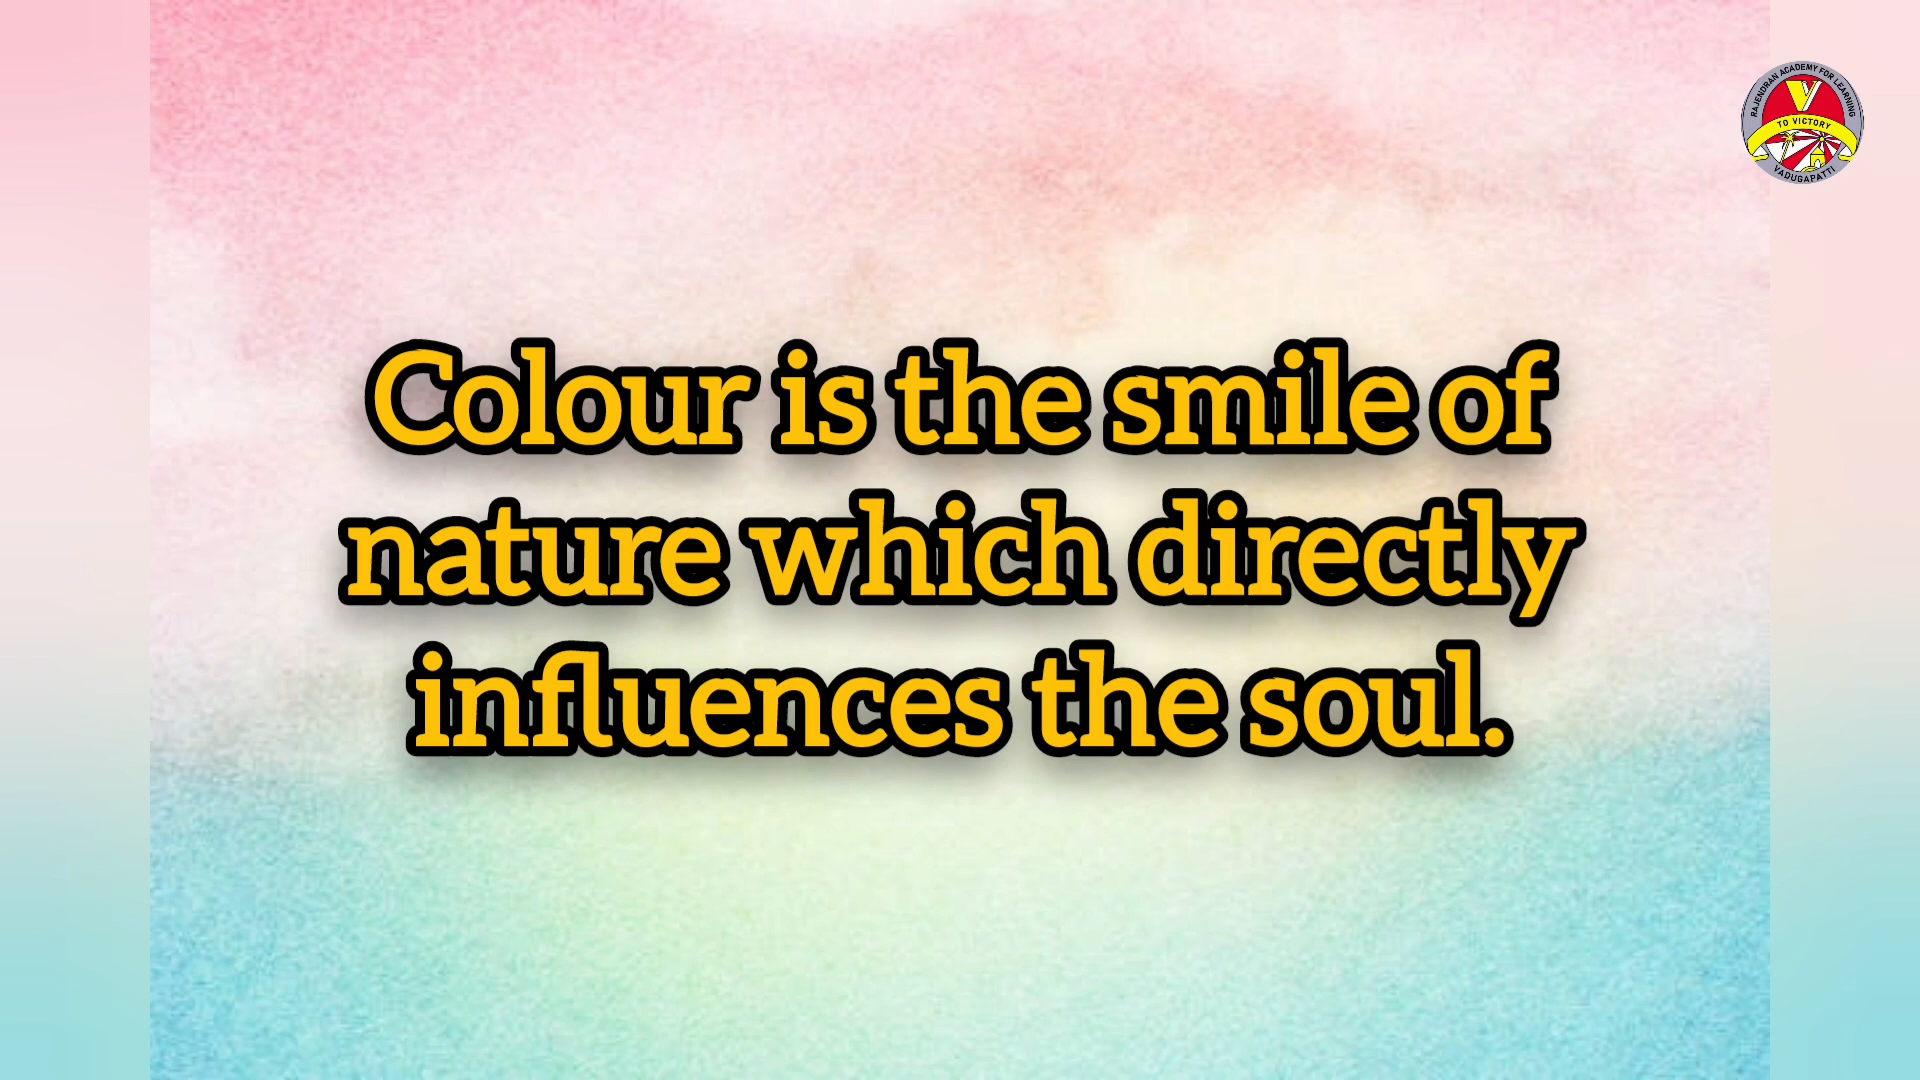 RAJENDRAN ACADEMY FOR LEARNING
V
TO VICTORY
VADUGAPATTI
Colour is the smile of
nature which directly
influences the soul.